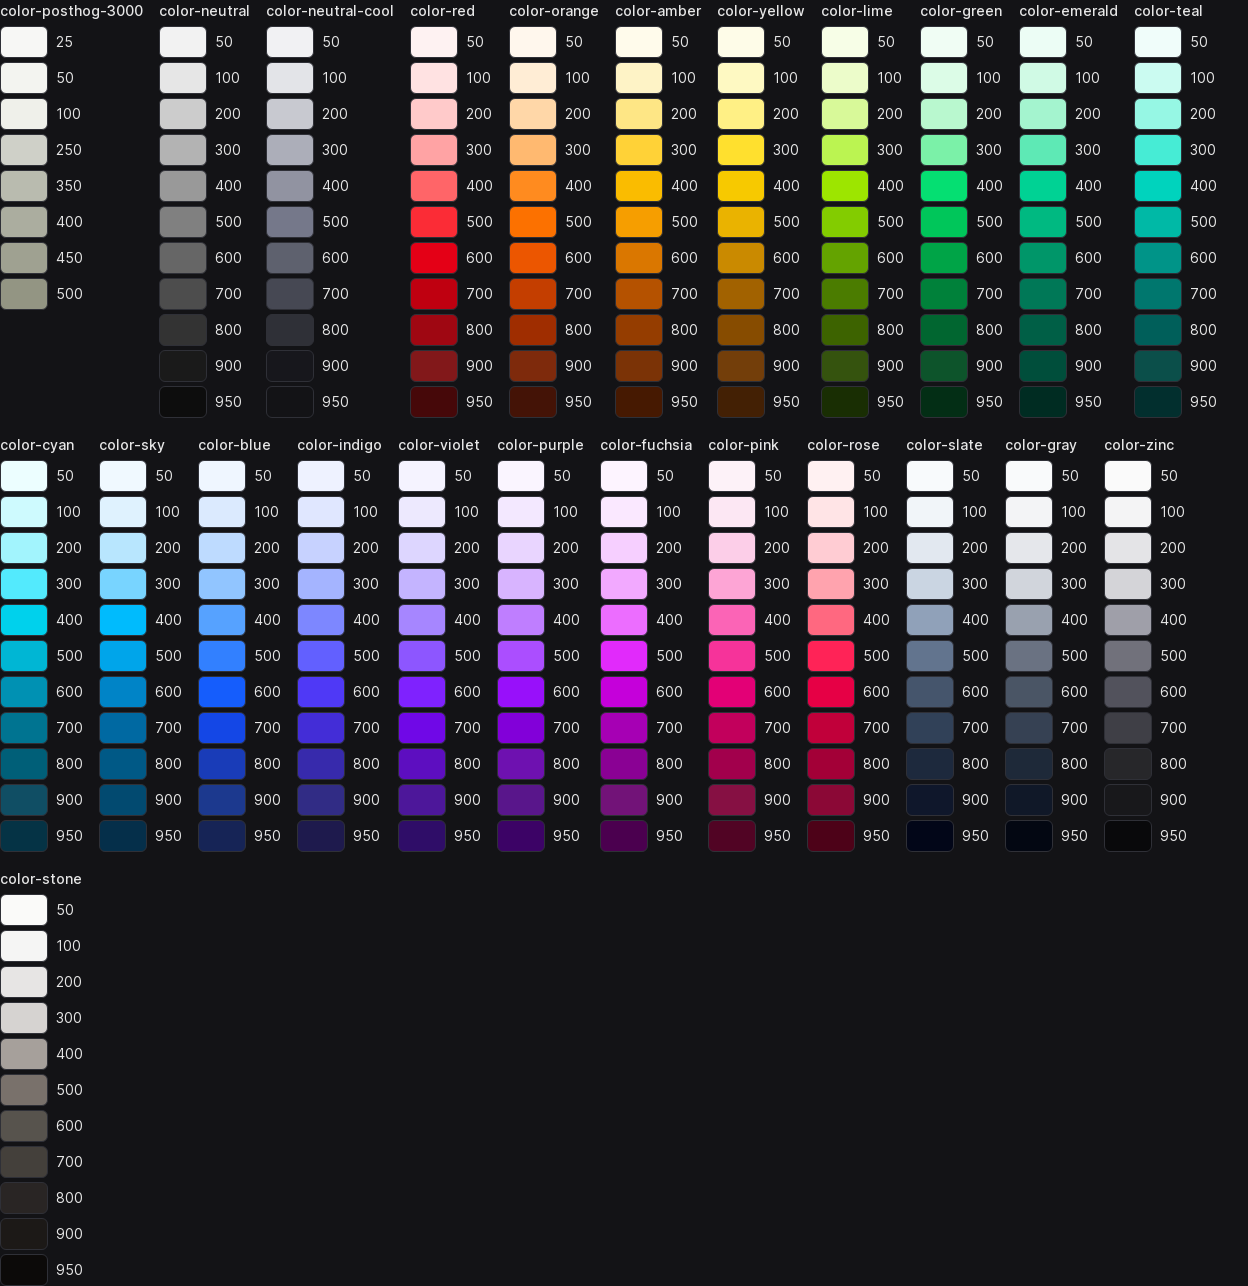 color-posthog-3000 color-neutral color-neutral-cool color-red color-orange color-amber color-yellow color-lime color-green color-emerald color-teal
25 50 50 50 50 50 50 50 50 50 50
50 100 100 100 100 100 100 100 100 100 100
100 200 200 200 200 200 200 200 200 200 200
250 300 300 300 300 300 300 300 300 300 300
350 400 400 400 400 400 400 400 400 400 400
400 500 500 500 500 500 500 500 500 500 500
450 600 600 600 600 600 600 600 600 600 600
500 700 700 700 700 700 700 700 700 700 700
800 800 800 800 800 800 800 800 800 800
900 900 900 900 900 900 900 900 900 900
950 950 950 950 950 950 950 950 950 950
color-cyan color-sky color-blue color-indigo color-violet color-purple color-fuchsia color-pink color-rose color-slate color-gray color-zinc
50 50 50 50 50 50 50 50 50 50 50 50
100 100 100 100 100 100 100 100 100 100 100 100
200 200 200 200 200 200 200 200 200 200 200 200
300 300 300 300 300 300 300 300 300 300 300 300
400 400 400 400 400 400 400 400 400 400 400 400
500 500 500 500 500 500 500 500 500 500 500 500
600 600 600 600 600 600 600 600 600 600 600 600
700 700 700 700 700 700 700 700 700 700 700 700
800 800 800 800 800 800 800 800 800 800 800 800
900 900 900 900 900 900 900 900 900 900 900 900
950 950 950 950 950 950 950 950 950 950 950 950
color-stone
50
100
200
300
400
500
600
700
800
900
950